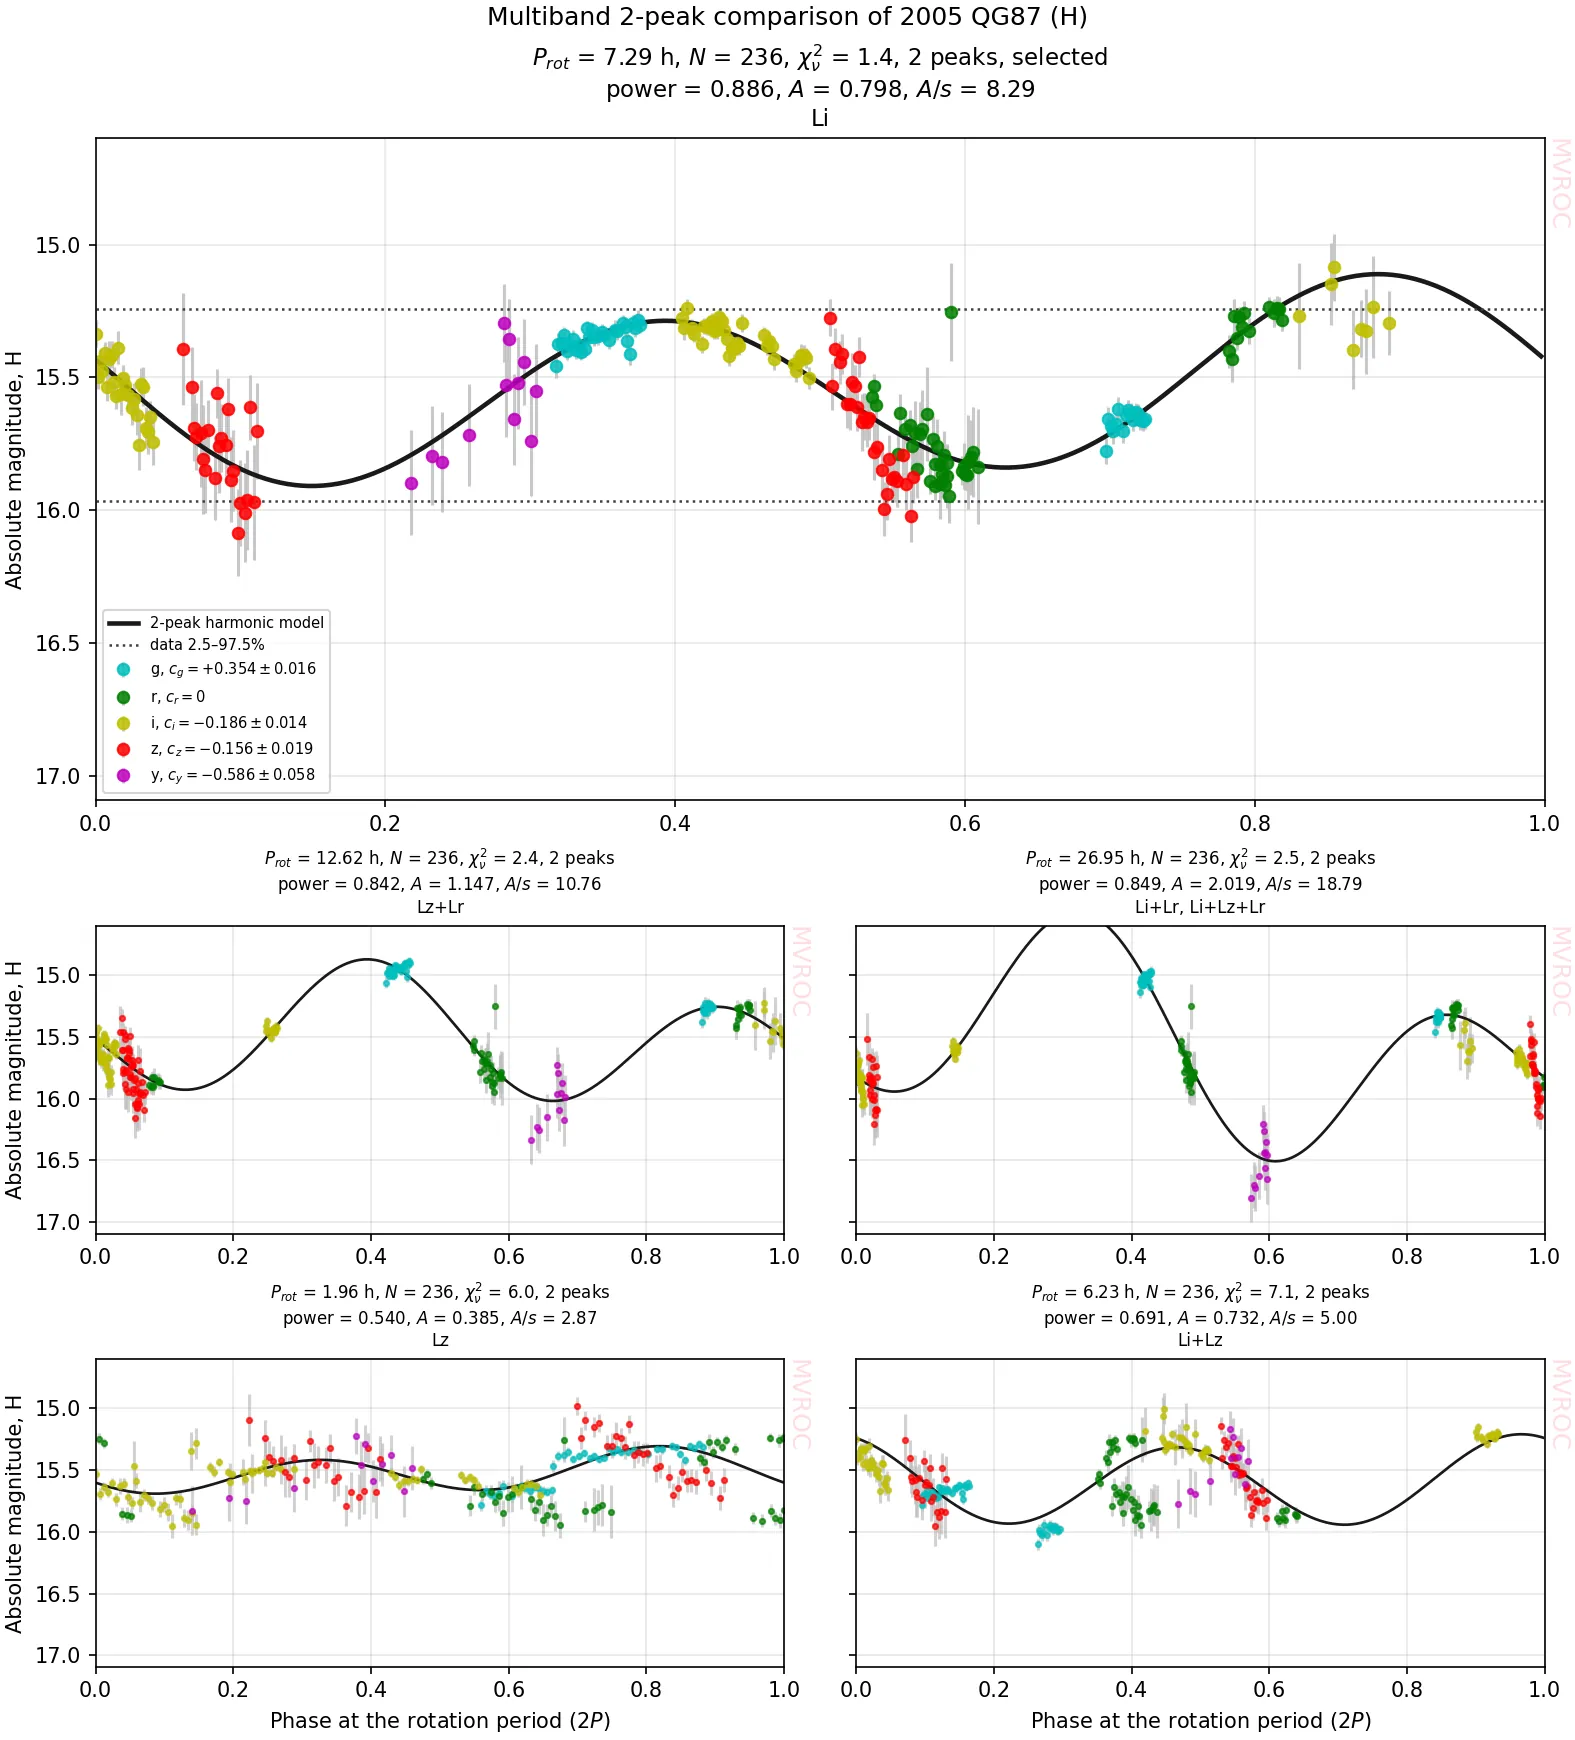 Multiband 2-peak comparison of 2005 QG87 (H)
P_rot = 7.29 h, N = 236, χ²_ν = 1.4, 2 peaks, selected
power = 0.886, A = 0.798, A/s = 8.29
Li
Absolute magnitude, H
15.0
15.5
16.0
16.5
17.0
2-peak harmonic model
data 2.5–97.5%
g, c_g = +0.354 ± 0.016
r, c_r = 0
i, c_i = −0.186 ± 0.014
z, c_z = −0.156 ± 0.019
y, c_y = −0.586 ± 0.058
MVROC
0.0 0.2 0.4 0.6 0.8 1.0
P_rot = 12.62 h, N = 236, χ²_ν = 2.4, 2 peaks
power = 0.842, A = 1.147, A/s = 10.76
Lz+Lr
Absolute magnitude, H
15.0
15.5
16.0
16.5
17.0
MVROC
0.0 0.2 0.4 0.6 0.8 1.0
P_rot = 26.95 h, N = 236, χ²_ν = 2.5, 2 peaks
power = 0.849, A = 2.019, A/s = 18.79
Li+Lr, Li+Lz+Lr
MVROC
0.0 0.2 0.4 0.6 0.8 1.0
P_rot = 1.96 h, N = 236, χ²_ν = 6.0, 2 peaks
power = 0.540, A = 0.385, A/s = 2.87
Lz
Absolute magnitude, H
15.0
15.5
16.0
16.5
17.0
MVROC
0.0 0.2 0.4 0.6 0.8 1.0
Phase at the rotation period (2P)
P_rot = 6.23 h, N = 236, χ²_ν = 7.1, 2 peaks
power = 0.691, A = 0.732, A/s = 5.00
Li+Lz
MVROC
0.0 0.2 0.4 0.6 0.8 1.0
Phase at the rotation period (2P)